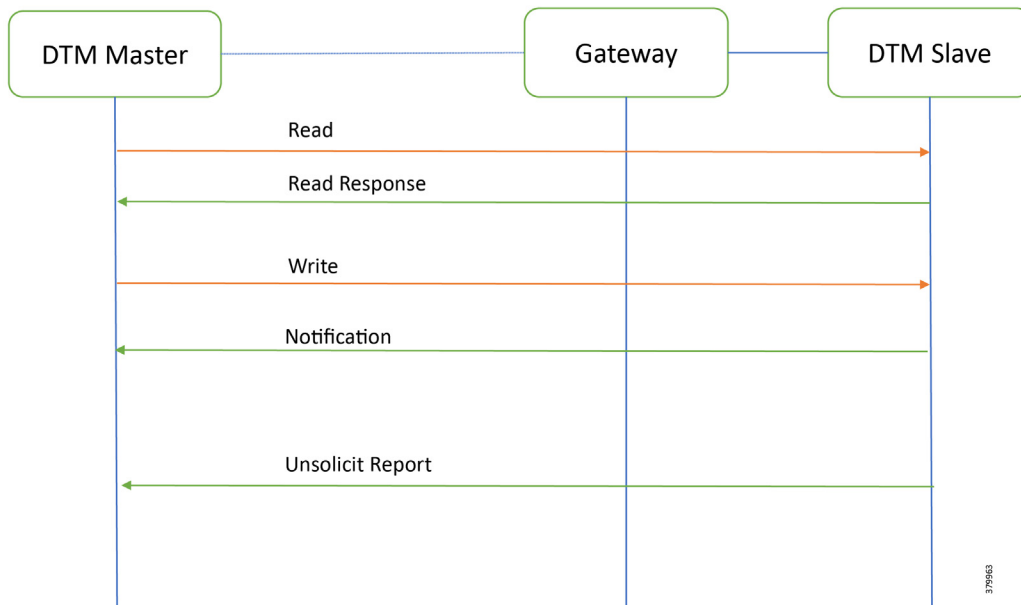 DTM Master
Gateway
DTM Slave
Read
Read Response
Write
Notification
Unsolicit Report
379963